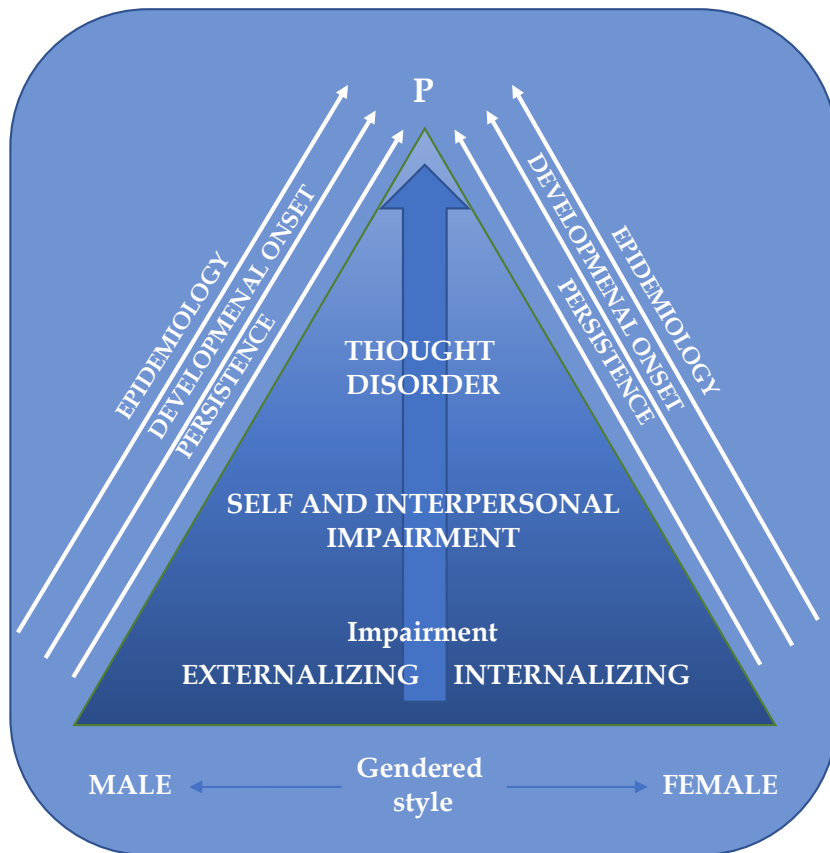 P
EPIDEMIOLOGY
DEVELOPMENAL ONSET
PERSISTENCE
EPIDEMIOLOGY
DEVELOPMENAL ONSET
PERSISTENCE
THOUGHT
DISORDER
SELF AND INTERPERSONAL
IMPAIRMENT
Impairment
EXTERNALIZING INTERNALIZING
Gendered
style
MALE FEMALE